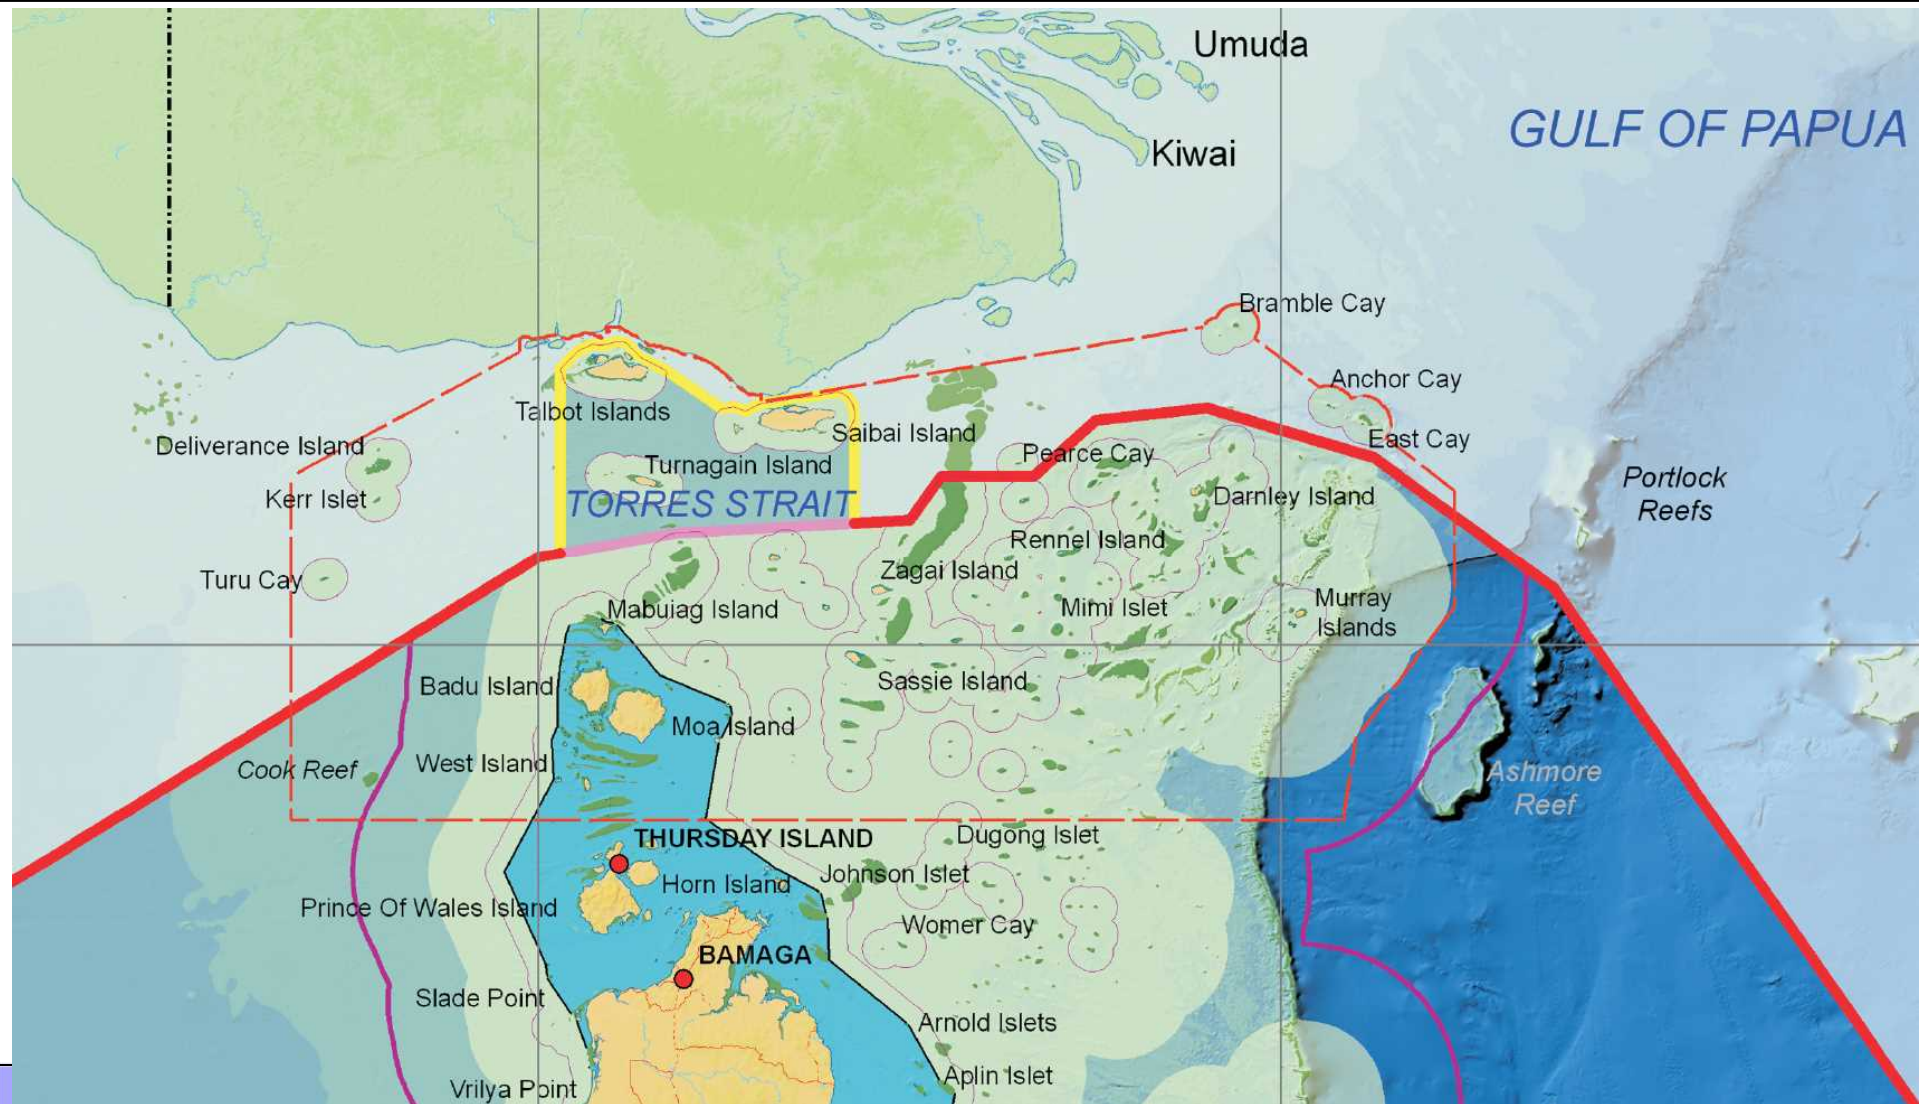 Umuda
GULF OF PAPUA
Kiwai
Bramble Cay
Anchor Cay
Talbot Islands
Saibai Island
East Cay
Deliverance Island
Pearce Cay
Turnagain Island
Portlock
Reefs
Kerr Islet
TORRES STRAIT
Darnley Island
Rennel Island
Turu Cay
Zagai Island
Mabuiag Island
Mimi Islet
Murray
Islands
Badu Island
Sassie Island
Moa Island
West Island
Cook Reef
Ashmore
Reef
THURSDAY ISLAND
Dugong Islet
Horn Island
Johnson Islet
Prince Of Wales Island
Womer Cay
BAMAGA
Slade Point
Arnold Islets
Aplin Islet
Vrilya Point